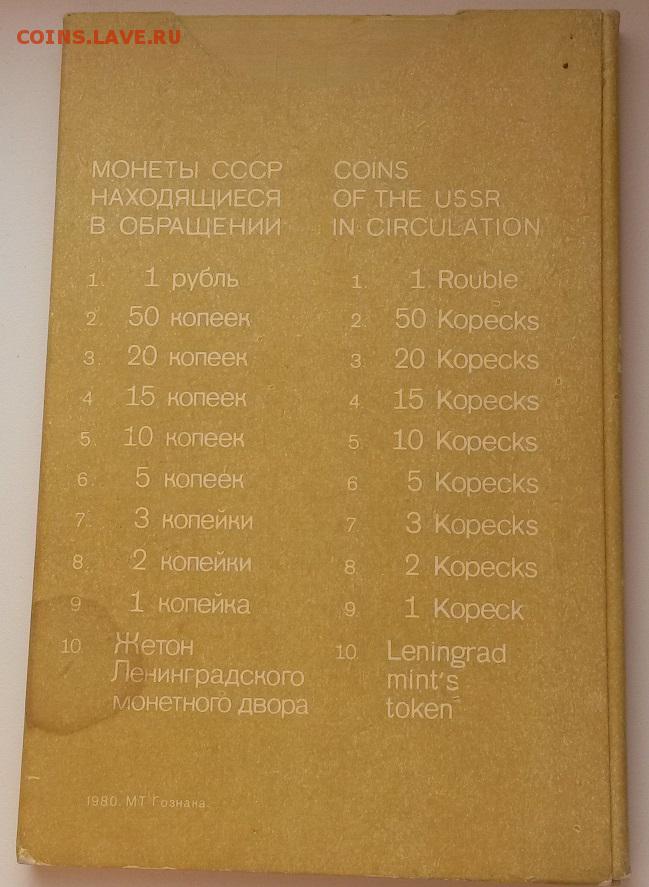 COINS.LAVE.RU
МОНЕТЫ СССР
НАХОДЯЩИЕСЯ
В ОБРАЩЕНИИ
1. 1 рубль
2. 50 копеек
3. 20 копеек
4 15 копеек
5. 10 копеек
6. 5 копеек
7. 3 копейки
8 2 копейки
9 1 копейка
10. Жетон
Ленинградского
монетного двора
COINS
OF THE USSR
IN CIRCULATION
1. 1 Rouble
2. 50 Kopecks
3. 20 Kopecks
4. 15 Kopecks
5. 10 Kopecks
6. 5 Kopecks
7. 3 Kopecks
8. 2 Kopecks
9. 1 Kopeck
10. Leningrad
mint's
token
1980. МТ Гознака.